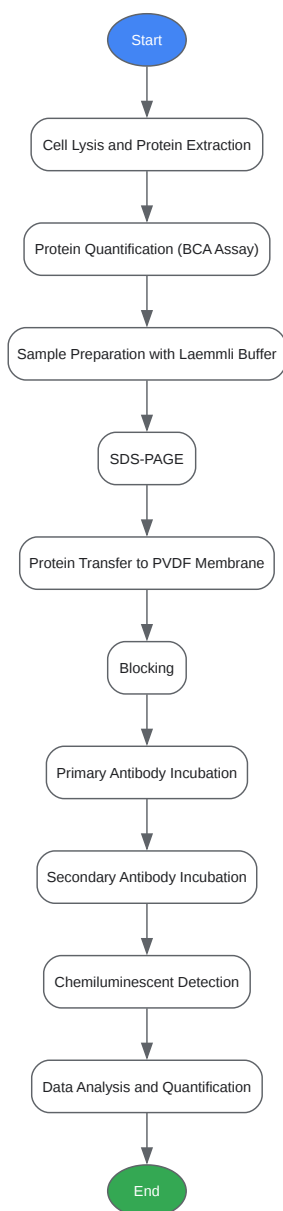 Start
Cell Lysis and Protein Extraction
Protein Quantification (BCA Assay)
Sample Preparation with Laemmli Buffer
SDS-PAGE
Protein Transfer to PVDF Membrane
Blocking
Primary Antibody Incubation
Secondary Antibody Incubation
Chemiluminescent Detection
Data Analysis and Quantification
End